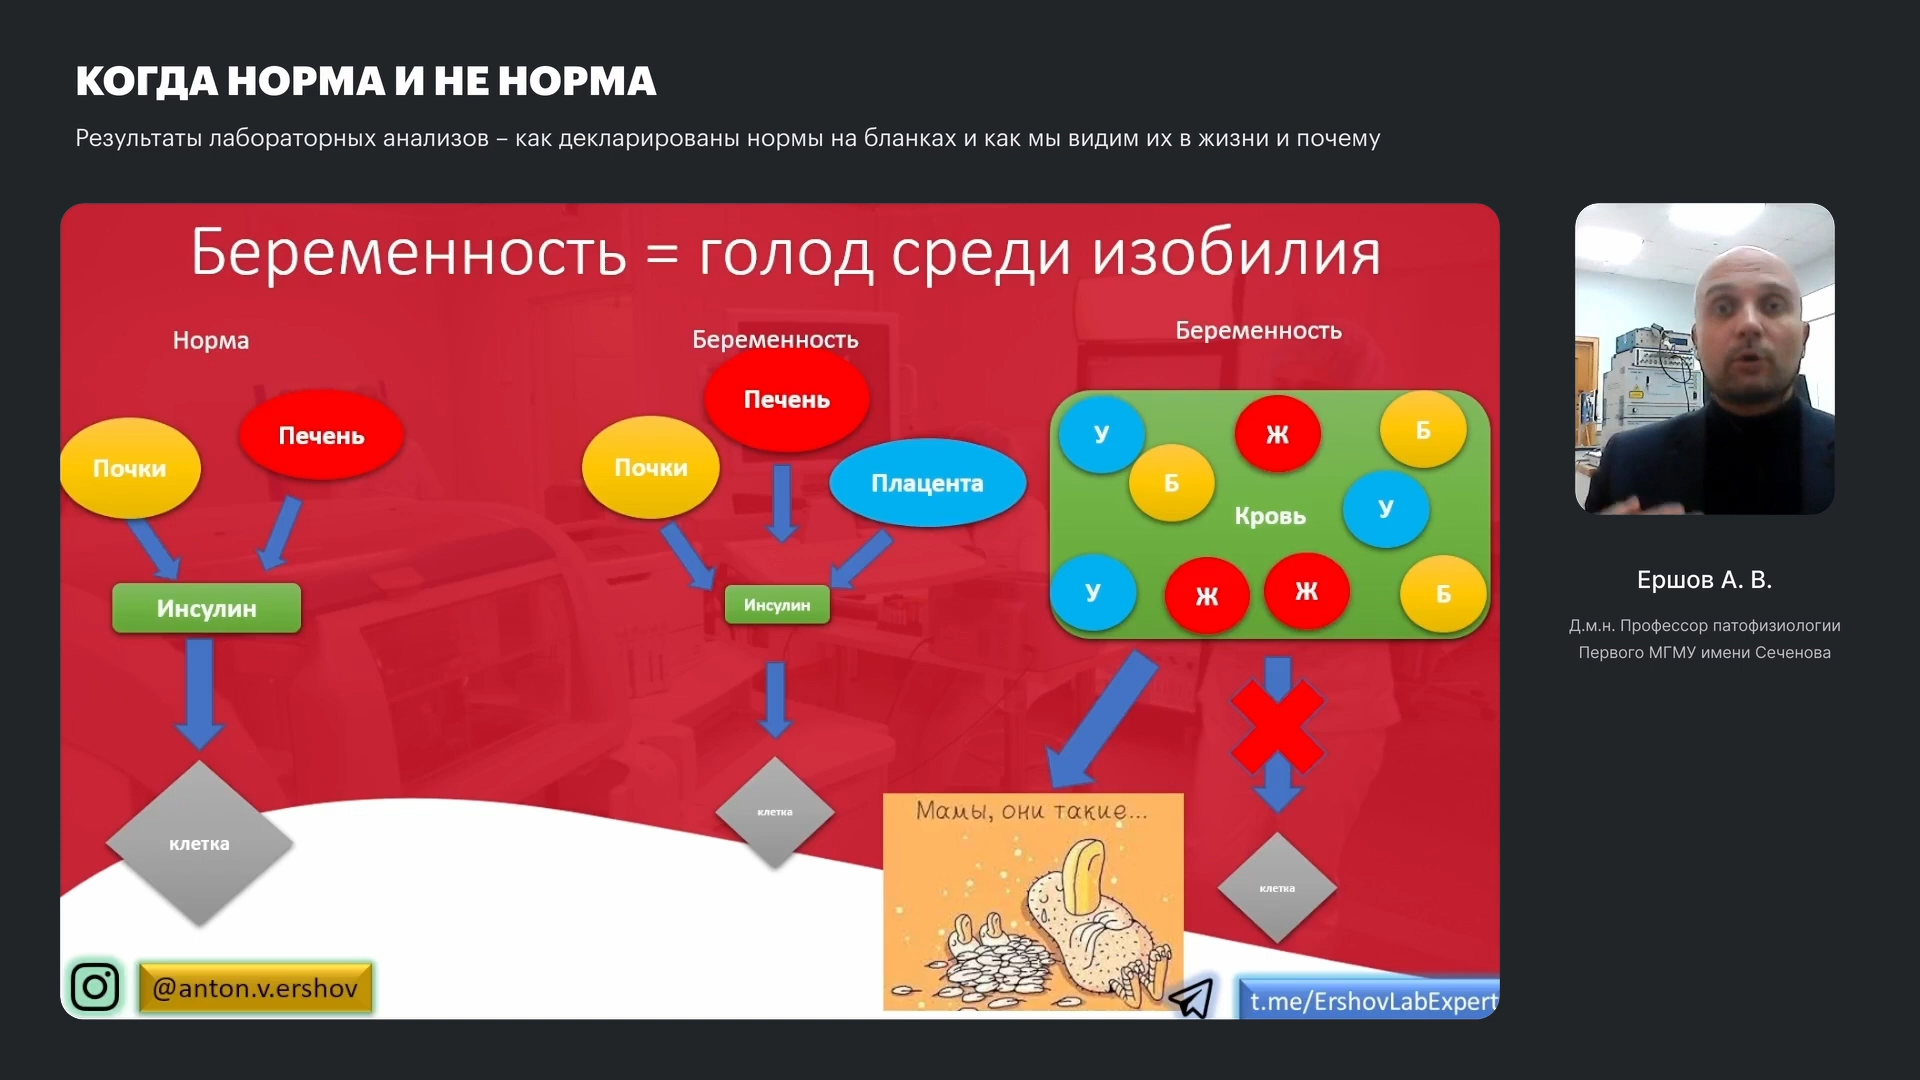 КОГДА НОРМА И НЕ НОРМА
Результаты лабораторных анализов – как декларированы нормы на бланках и как мы видим их в жизни и почему
Беременность = голод среди изобилия
Норма
Почки
Печень
Инсулин
клетка
Беременность
Печень
Почки
Плацента
Инсулин
клетка
Беременность
У
Ж
Б
Б
У
Кровь
У
Ж
Ж
Б
клетка
Мамы, они такие...
@anton.v.ershov
t.me/ErshovLabExpert
Ершов А. В.
Д.м.н. Профессор патофизиологии
Первого МГМУ имени Сеченова